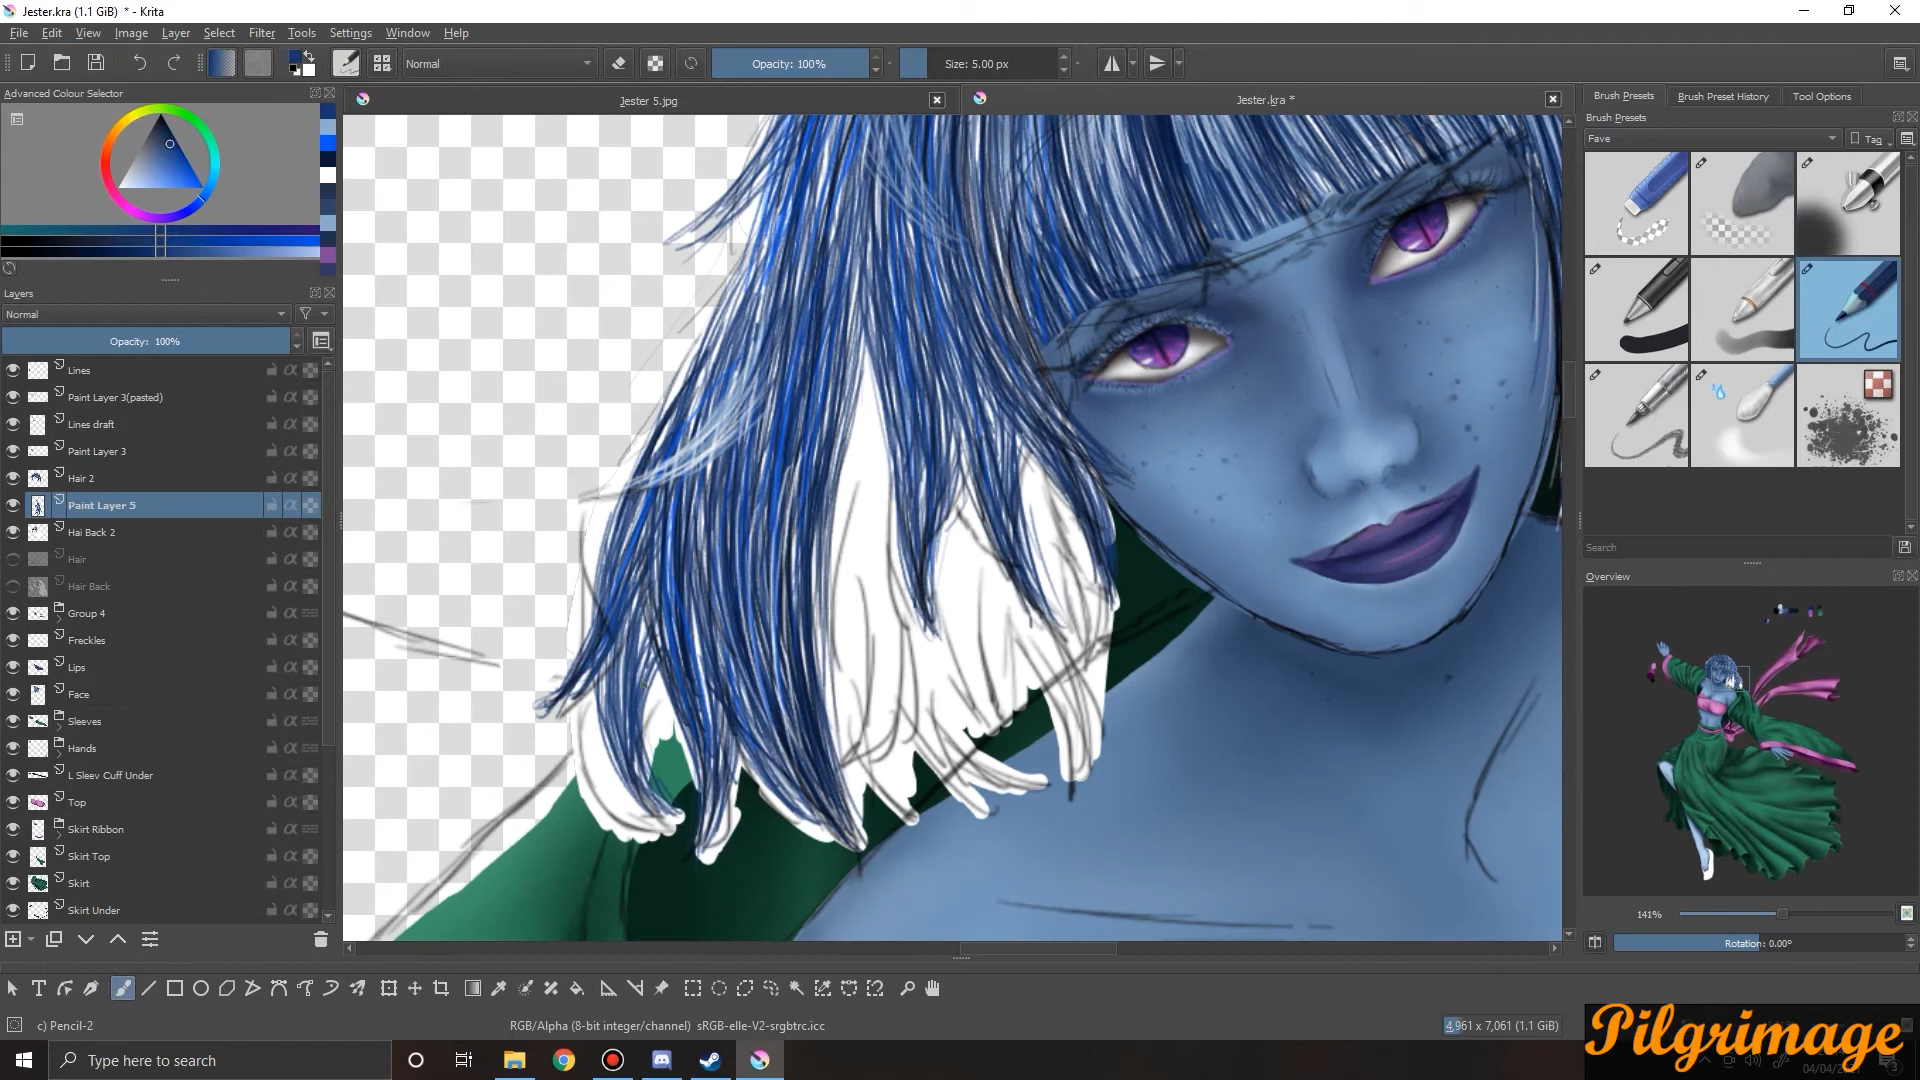 Jester.kra (1.1 GiB) * - Krita
File Edit View Image Layer Select Filter Tools Settings Window Help
Normal Opacity: 100% Size: 5.00 px
Advanced Colour Selector
Jester 5.jpg
Jester.kra *
Brush Presets Brush Preset History Tool Options
Brush Presets
Fave
Tag
Layers
Normal
Opacity: 100%
Lines
Paint Layer 3(pasted)
Lines draft
Paint Layer 3
Hair 2
Paint Layer 5
Hai Back 2
Hair
Hair Back
Group 4
Freckles
Lips
Face
Sleeves
Hands
L Sleev Cuff Under
Top
Skirt Ribbon
Skirt Top
Skirt
Skirt Under
Search
Overview
141%
Rotation: 0.00°
c) Pencil-2
RGB/Alpha (8-bit integer/channel) sRGB-elle-V2-srgbtrc.icc
4,961 x 7,061 (1.1 GiB)
Type here to search
Pilgrimage